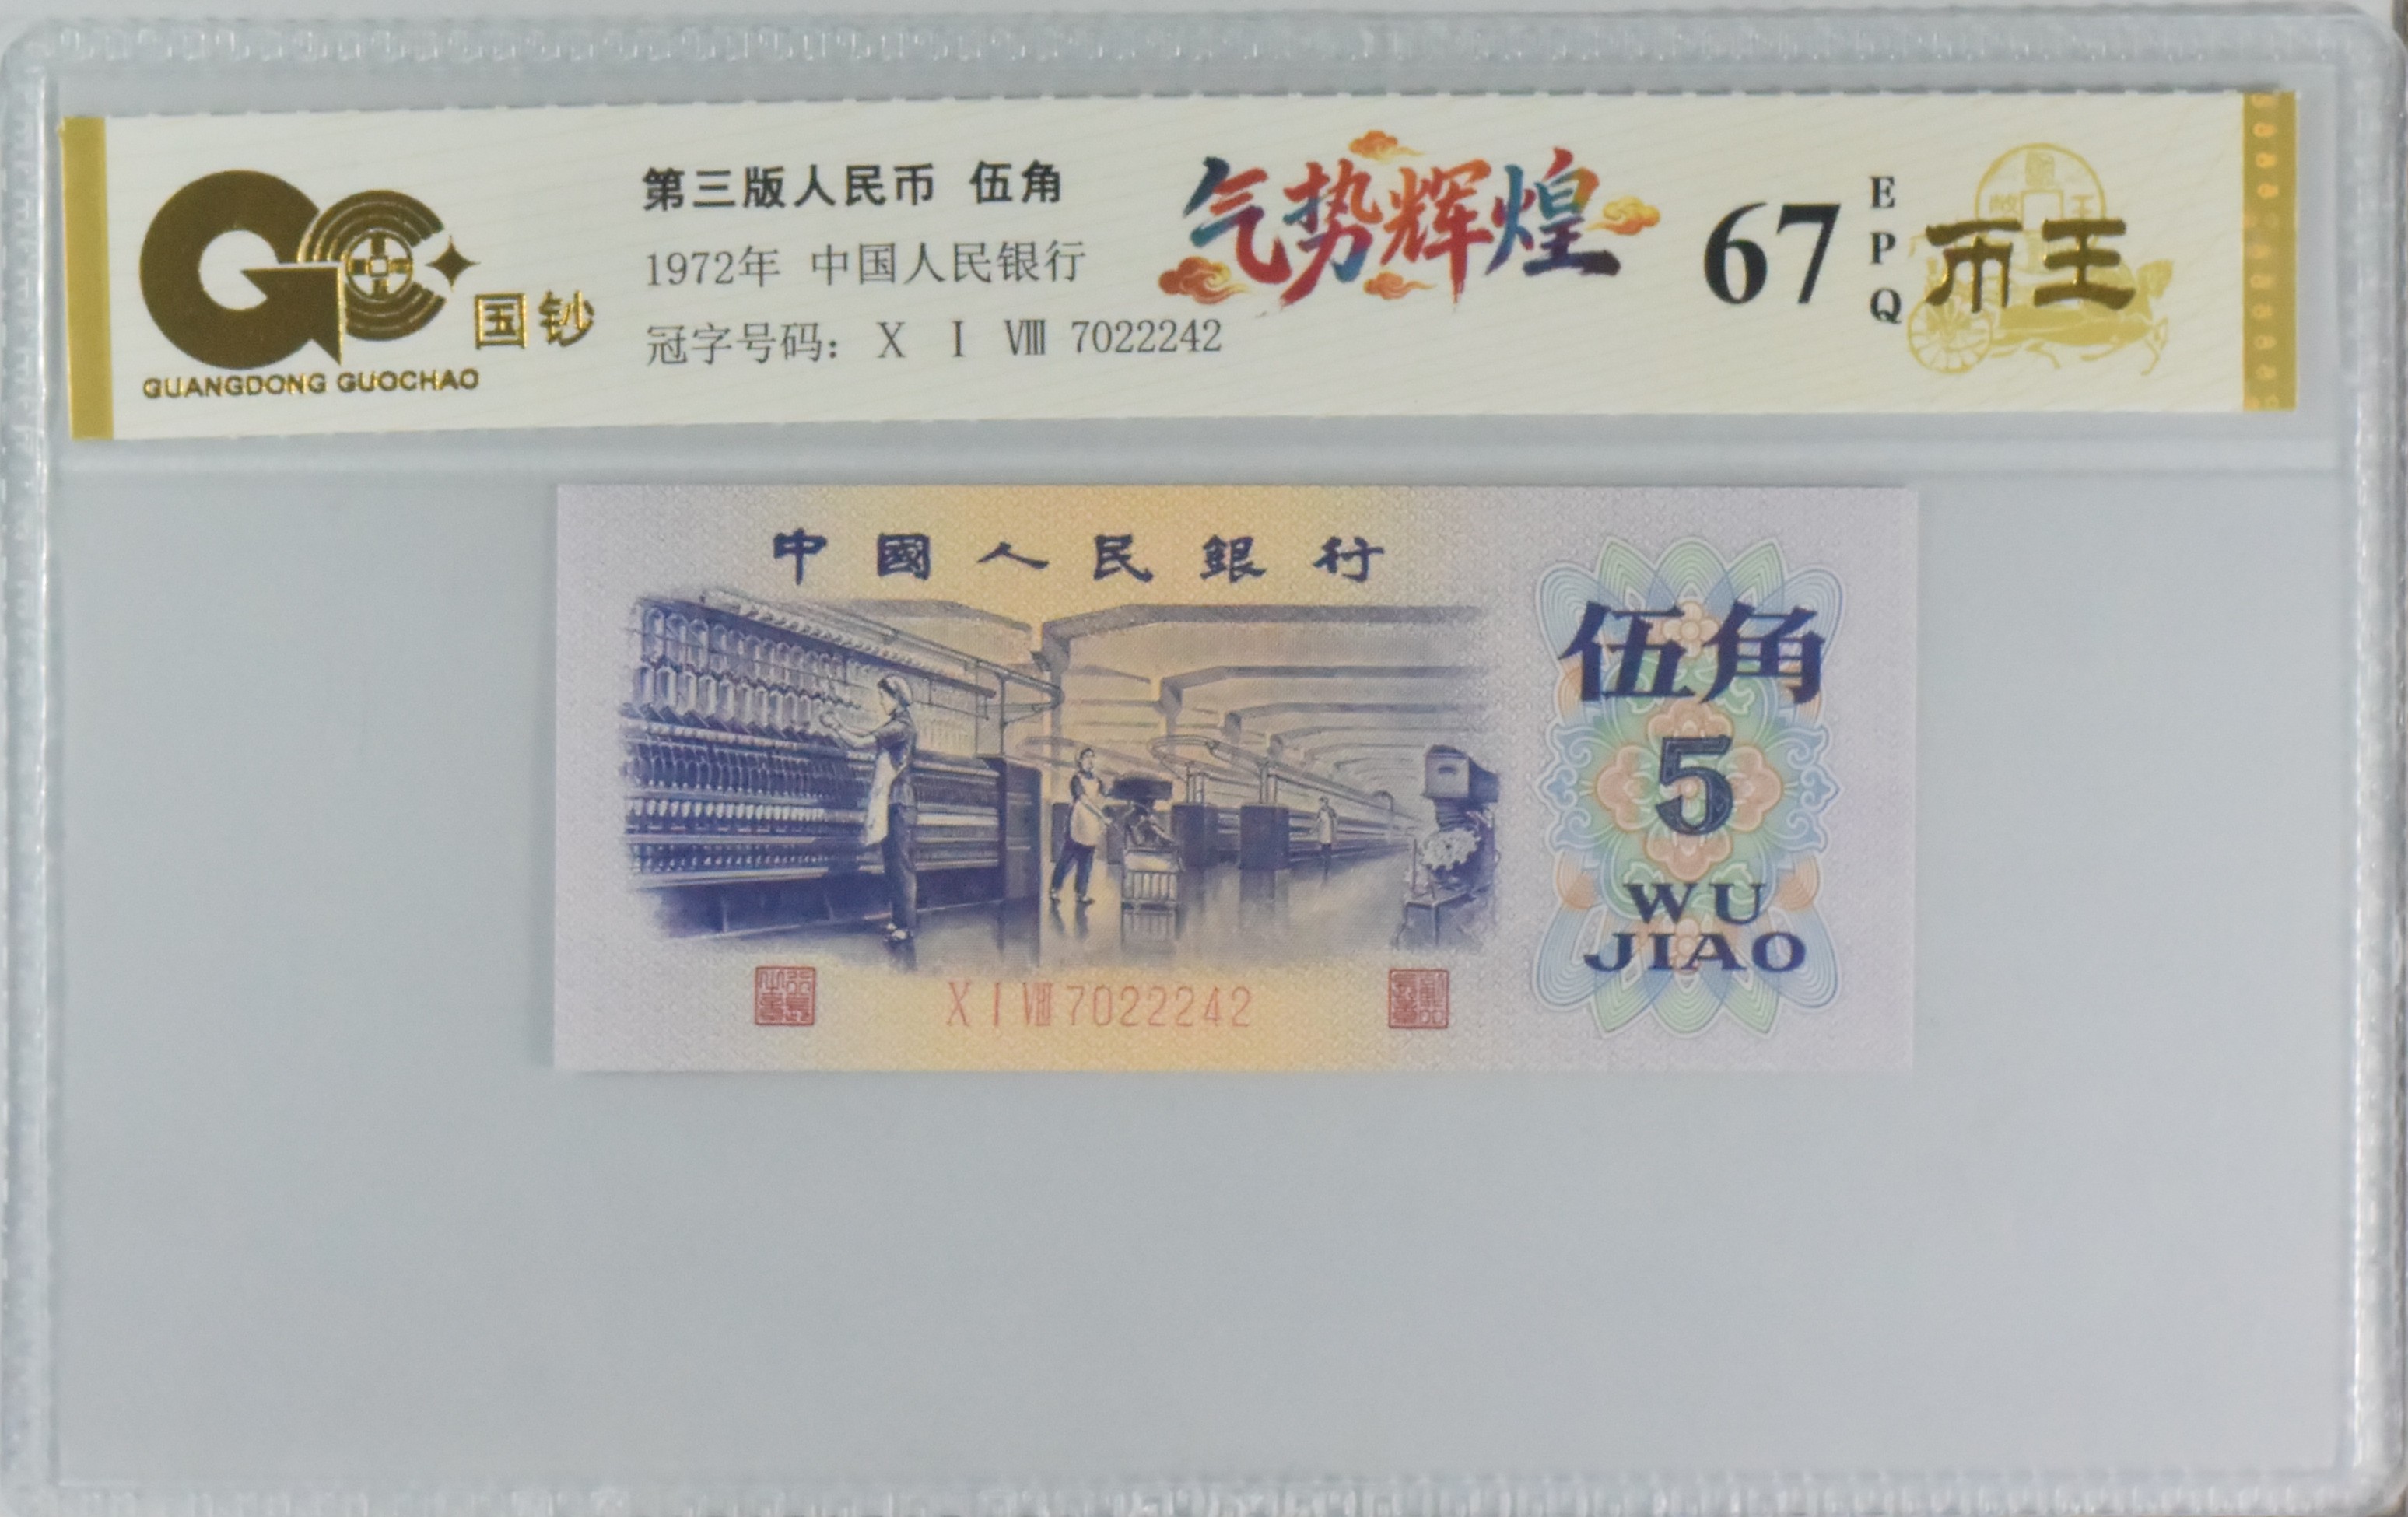 国钞
GUANGDONG GUOCHAO
第三版人民币 伍角
1972年 中国人民银行
冠字号码: X I Ⅷ 7022242
气势辉煌
67
EPQ
币王
中國人民銀行
伍角
5
WU
JIAO
X I Ⅷ 7022242